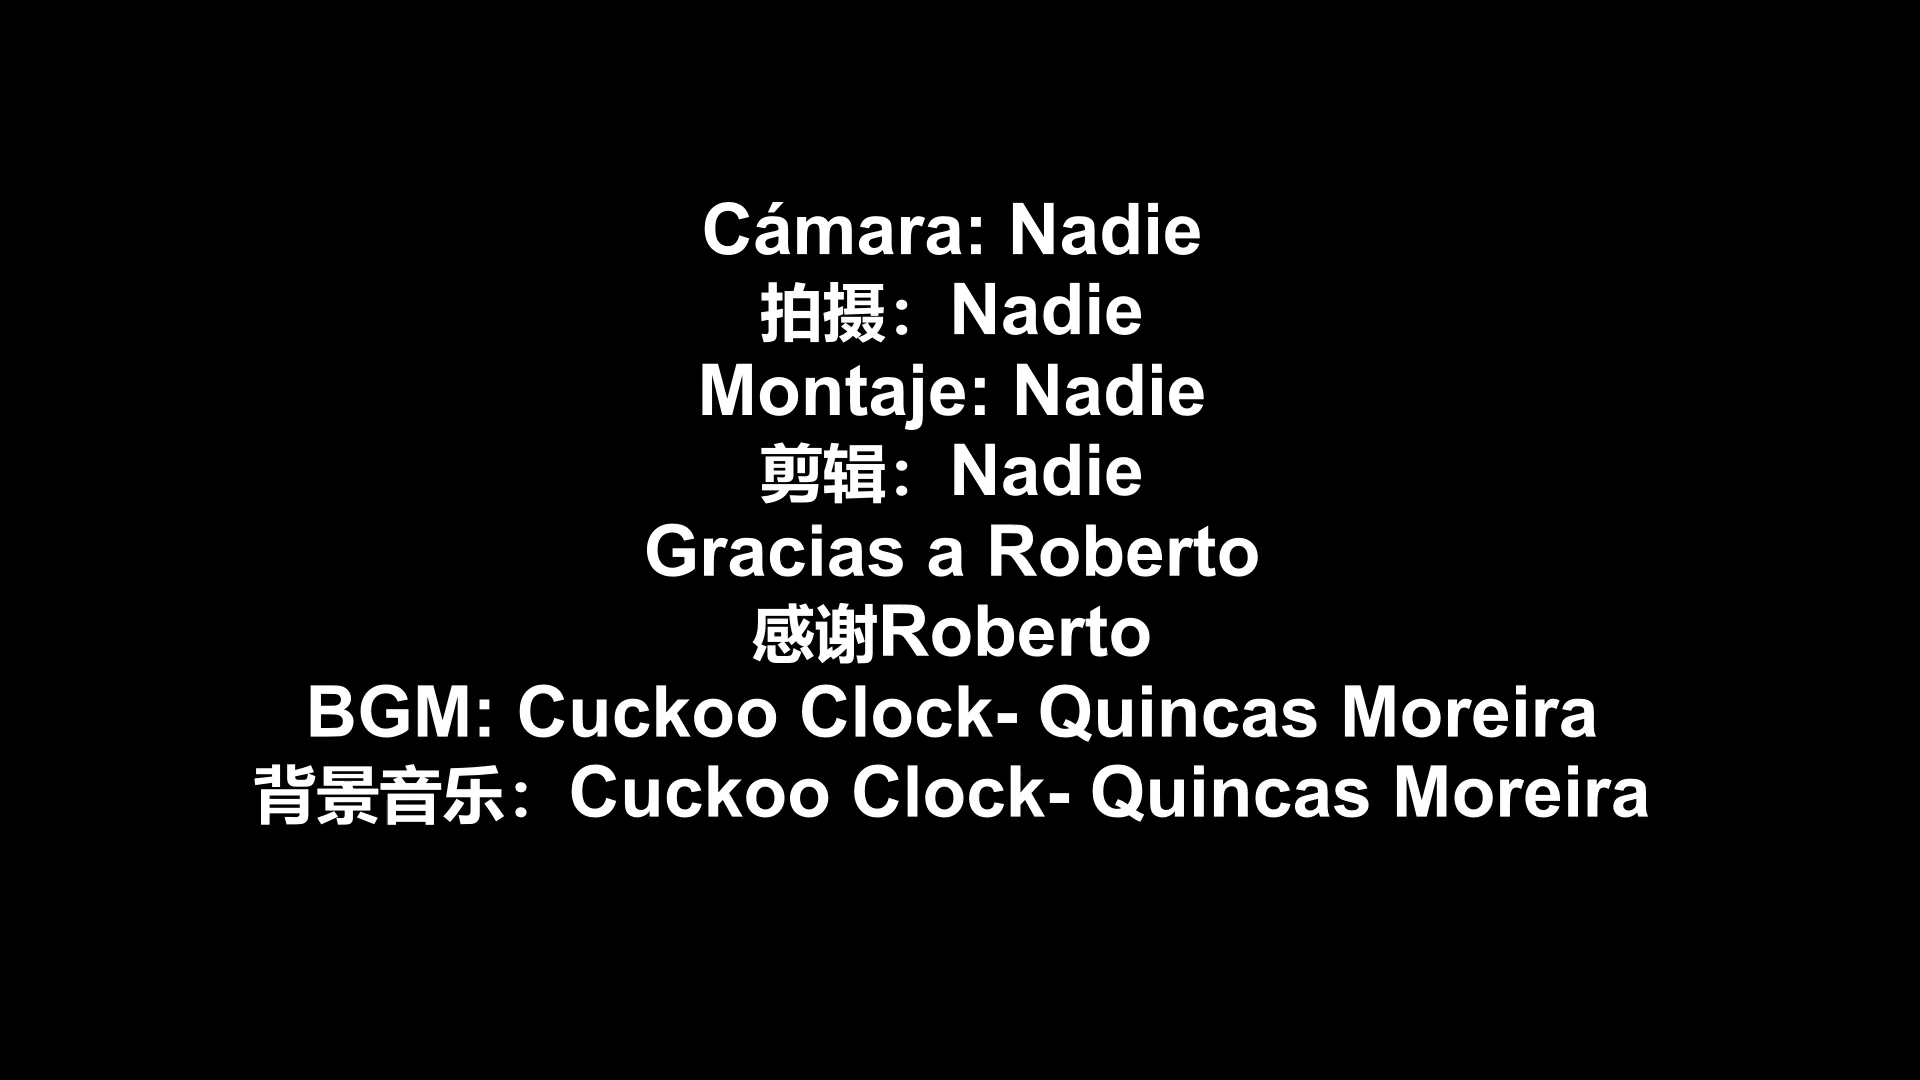 Cámara: Nadie
拍摄：Nadie
Montaje: Nadie
剪辑：Nadie
Gracias a Roberto
感谢Roberto
BGM: Cuckoo Clock- Quincas Moreira
背景音乐：Cuckoo Clock- Quincas Moreira